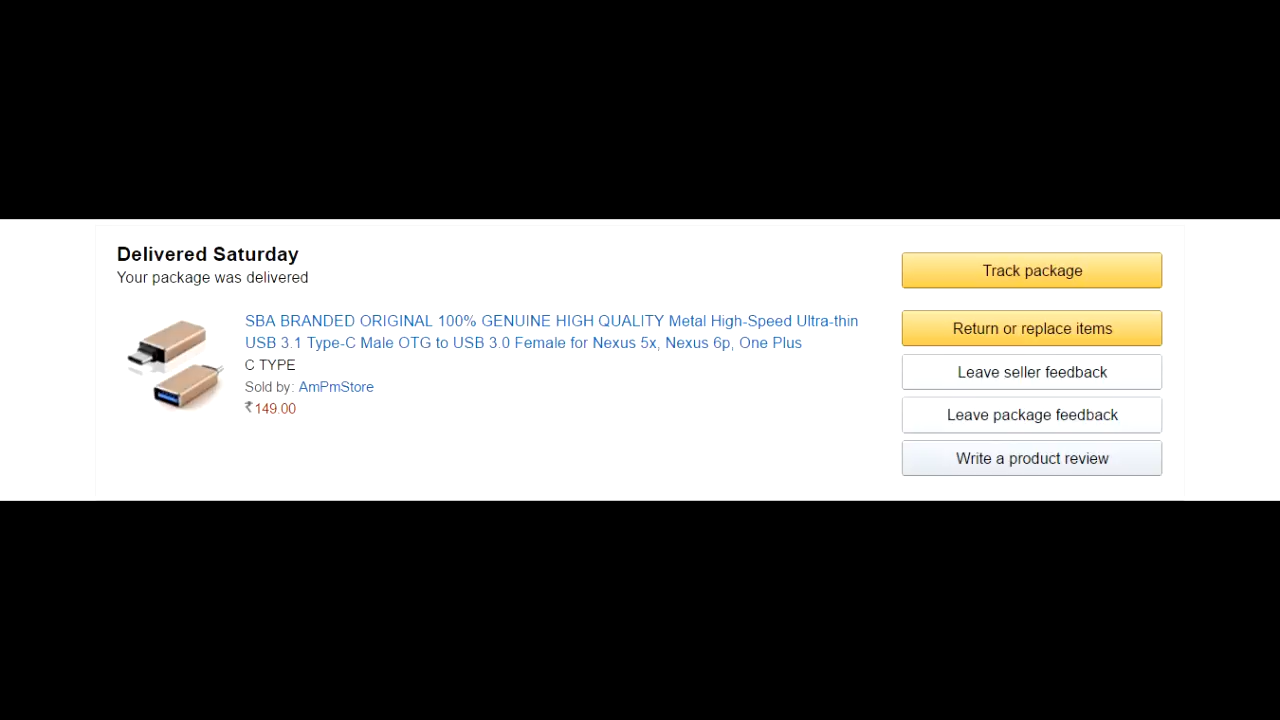 Delivered Saturday
Your package was delivered
SBA BRANDED ORIGINAL 100% GENUINE HIGH QUALITY Metal High-Speed Ultra-thin
USB 3.1 Type-C Male OTG to USB 3.0 Female for Nexus 5x, Nexus 6p, One Plus
C TYPE
Sold by: AmPmStore
₹149.00
Track package
Return or replace items
Leave seller feedback
Leave package feedback
Write a product review